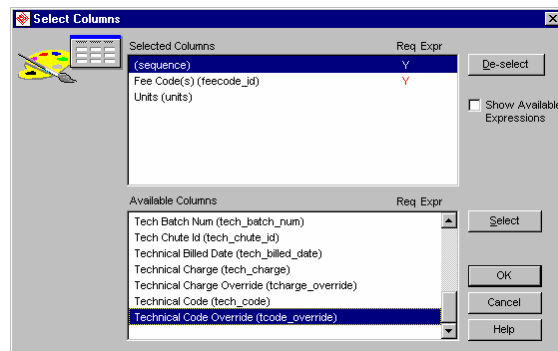 Select Columns
Selected Columns Req Expr
(sequence) Y
Fee Code(s) (feecode_id) Y
Units (units)
De-select
Show Available
Expressions
Available Columns Req Expr
Tech Batch Num (tech_batch_num)
Tech Chute Id (tech_chute_id)
Technical Billed Date (tech_billed_date)
Technical Charge (tech_charge)
Technical Charge Override (tcharge_override)
Technical Code (tech_code)
Technical Code Override (tcode_override)
Select
OK
Cancel
Help